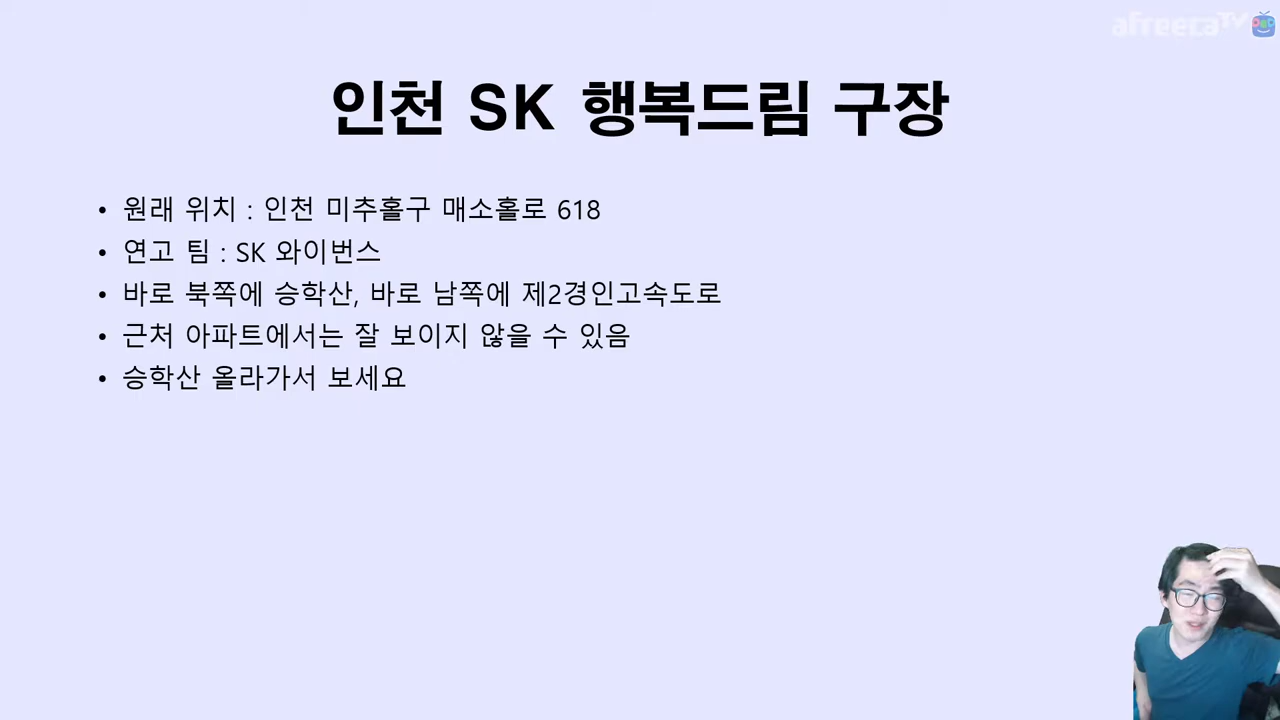 afreecaTV
인천 SK 행복드림 구장
• 원래 위치 : 인천 미추홀구 매소홀로 618
• 연고 팀 : SK 와이번스
• 바로 북쪽에 승학산, 바로 남쪽에 제2경인고속도로
• 근처 아파트에서는 잘 보이지 않을 수 있음
• 승학산 올라가서 보세요